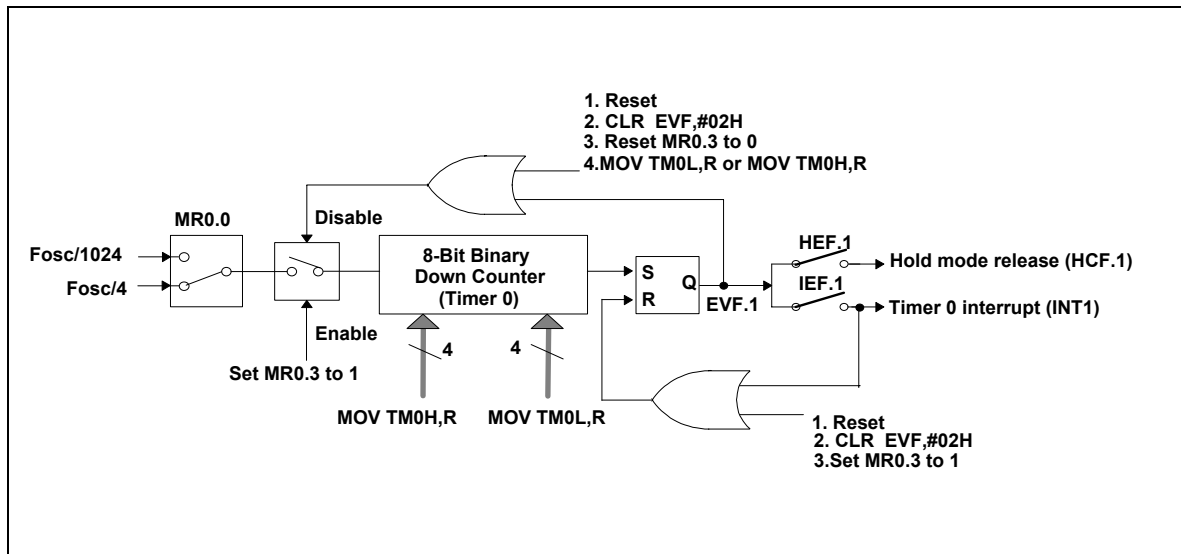 1. Reset
2. CLR EVF,#02H
3. Reset MR0.3 to 0
4.MOV TM0L,R or MOV TM0H,R
MR0.0
Disable
Fosc/1024
Fosc/4
8-Bit Binary
Down Counter
(Timer 0)
S
R
Q
EVF.1
HEF.1
Hold mode release (HCF.1)
IEF.1
Timer 0 interrupt (INT1)
Enable
Set MR0.3 to 1
4
4
MOV TM0H,R
MOV TM0L,R
1. Reset
2. CLR EVF,#02H
3.Set MR0.3 to 1